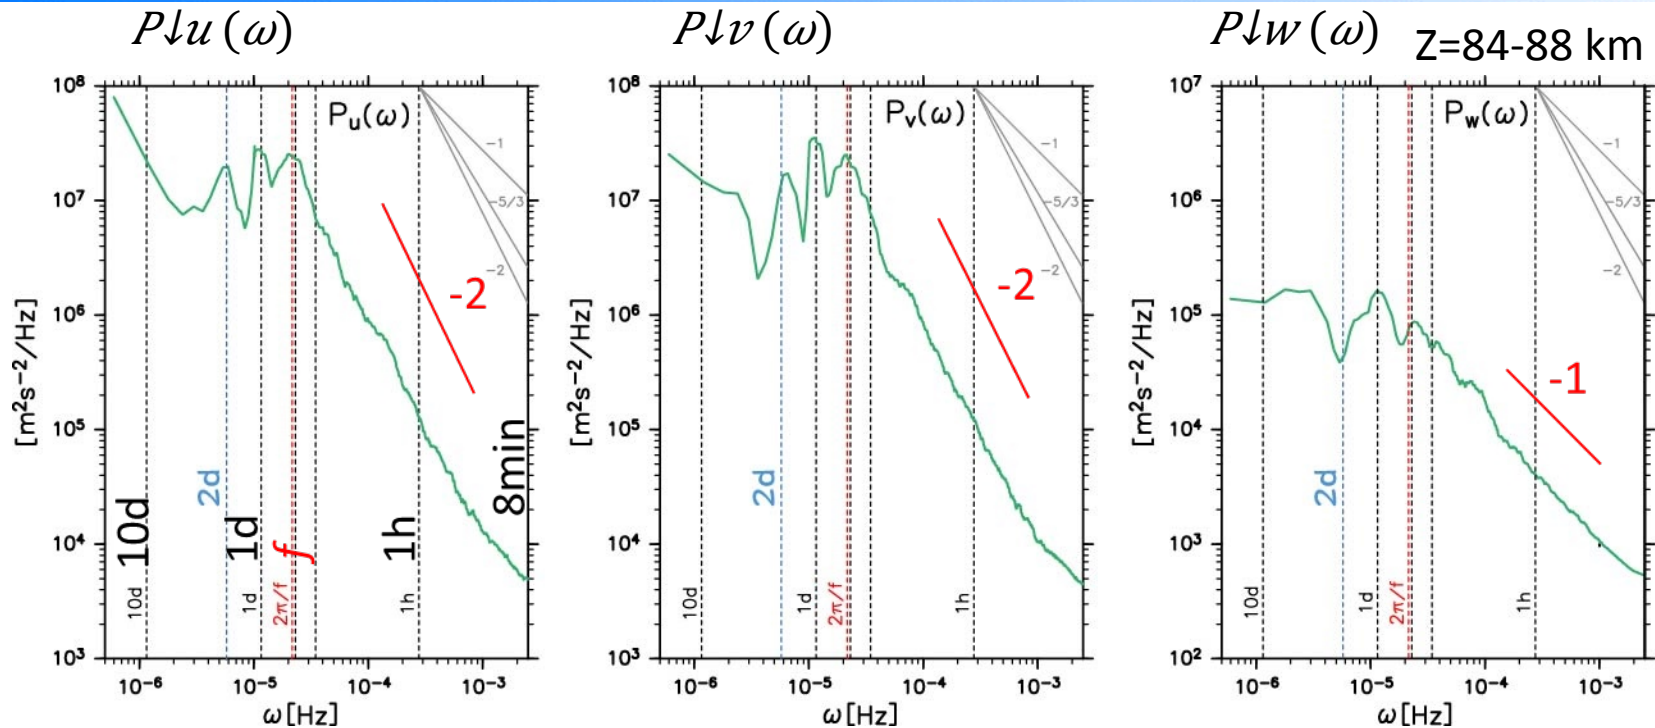 P↓u (ω)
P↓v (ω)
P↓w (ω)
Z=84-88 km
10⁸
10⁷
10⁶
10⁵
10⁴
10³
[m²s⁻²/Hz]
Pu(ω)
-1
-5/3
-2
-2
10d
2d
1d
f
1h
8min
10d
1d
2π/f
1h
10⁻⁶
10⁻⁵
10⁻⁴
10⁻³
ω[Hz]
10⁸
10⁷
10⁶
10⁵
10⁴
10³
[m²s⁻²/Hz]
Pv(ω)
-1
-5/3
-2
-2
2d
10d
1d
2π/f
1h
10⁻⁶
10⁻⁵
10⁻⁴
10⁻³
ω[Hz]
10⁷
10⁶
10⁵
10⁴
10³
10²
[m²s⁻²/Hz]
Pw(ω)
-1
-5/3
-2
-1
2d
10d
1d
2π/f
1h
10⁻⁶
10⁻⁵
10⁻⁴
10⁻³
ω[Hz]